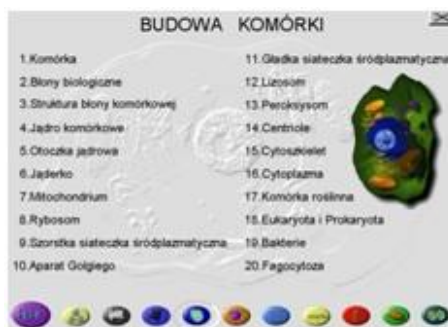 BUDOWA KOMÓRKI
1.Komórka
2.Błony biologiczne
3.Struktura błony komórkowej
4.Jądro komórkowe
5.Otoczka jądrowa
6.Jąderko
7.Mitochondrium
8.Rybosom
9.Szorstka siateczka śródplazmatyczna
10.Aparat Golgiego
11.Gładka siateczka śródplazmatyczna
12.Lizosom
13.Peroksysom
14.Centriole
15.Cytoszkielet
16.Cytoplazma
17.Komórka roślinna
18.Eukaryota i Prokaryota
19.Bakterie
20.Fagocytoza